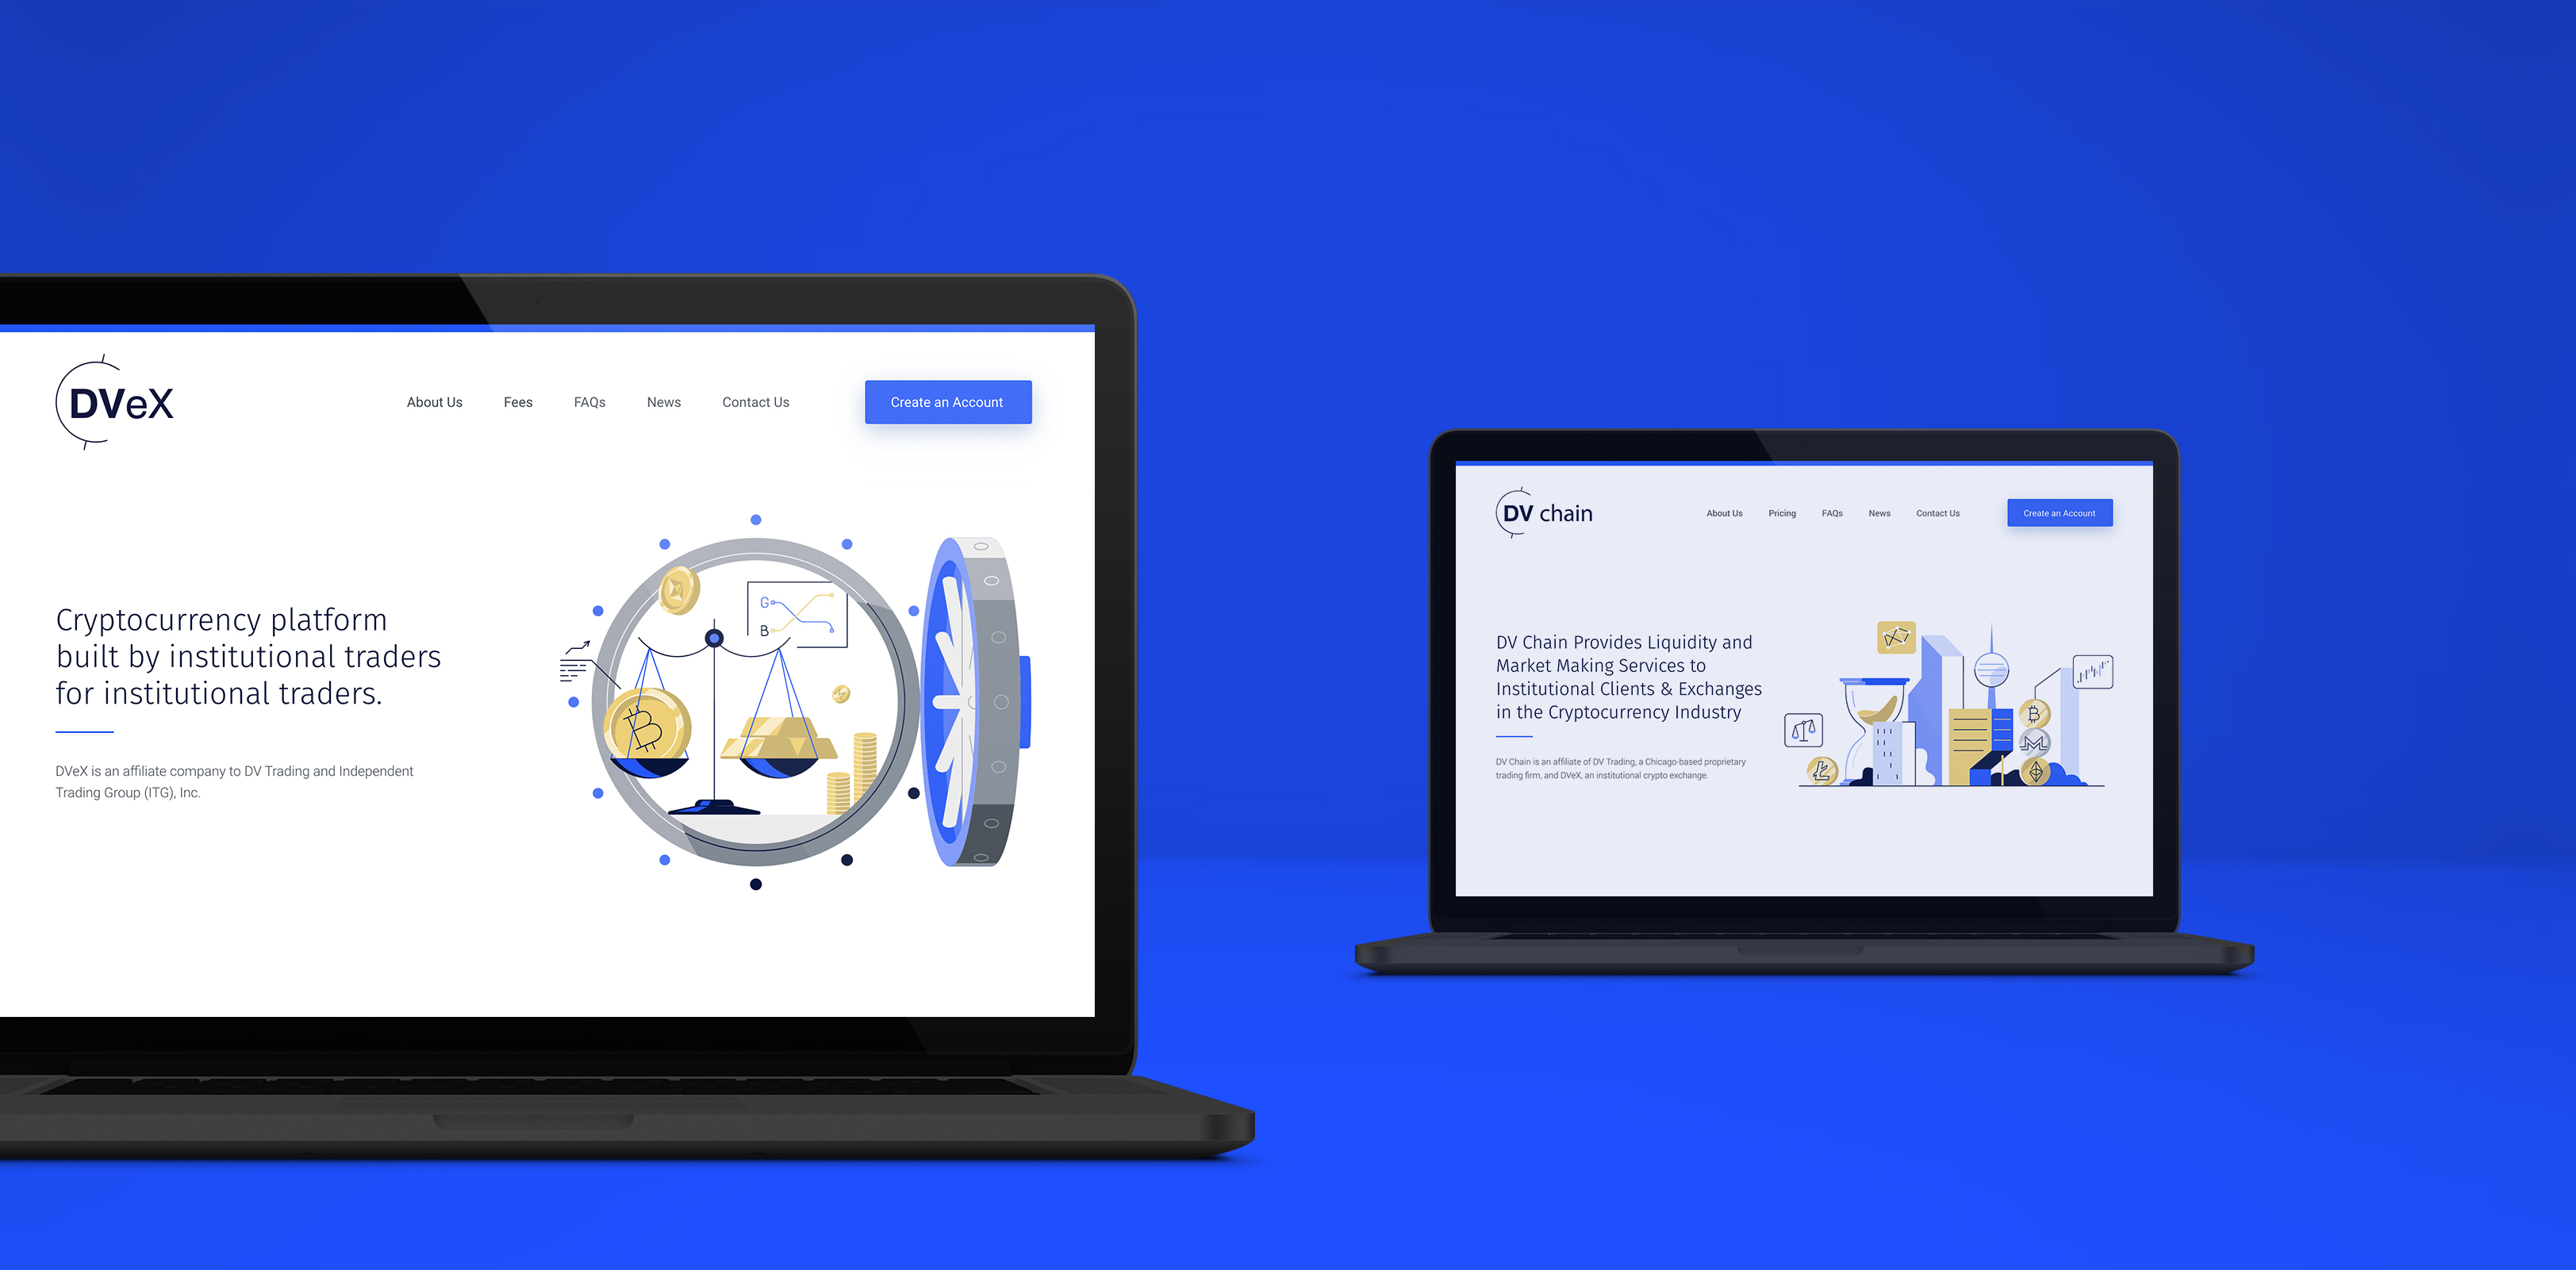 DVeX
About Us Fees FAQs News Contact Us Create an Account
Cryptocurrency platform
built by institutional traders
for institutional traders.
DVeX is an affiliate company to DV Trading and Independent
Trading Group (ITG), Inc.
G
B
DV chain
About Us Pricing FAQs News Contact Us Create an Account
DV Chain Provides Liquidity and
Market Making Services to
Institutional Clients & Exchanges
in the Cryptocurrency Industry
DV Chain is an affiliate of DV Trading, a Chicago-based proprietary
trading firm, and DVeX, an institutional crypto exchange.